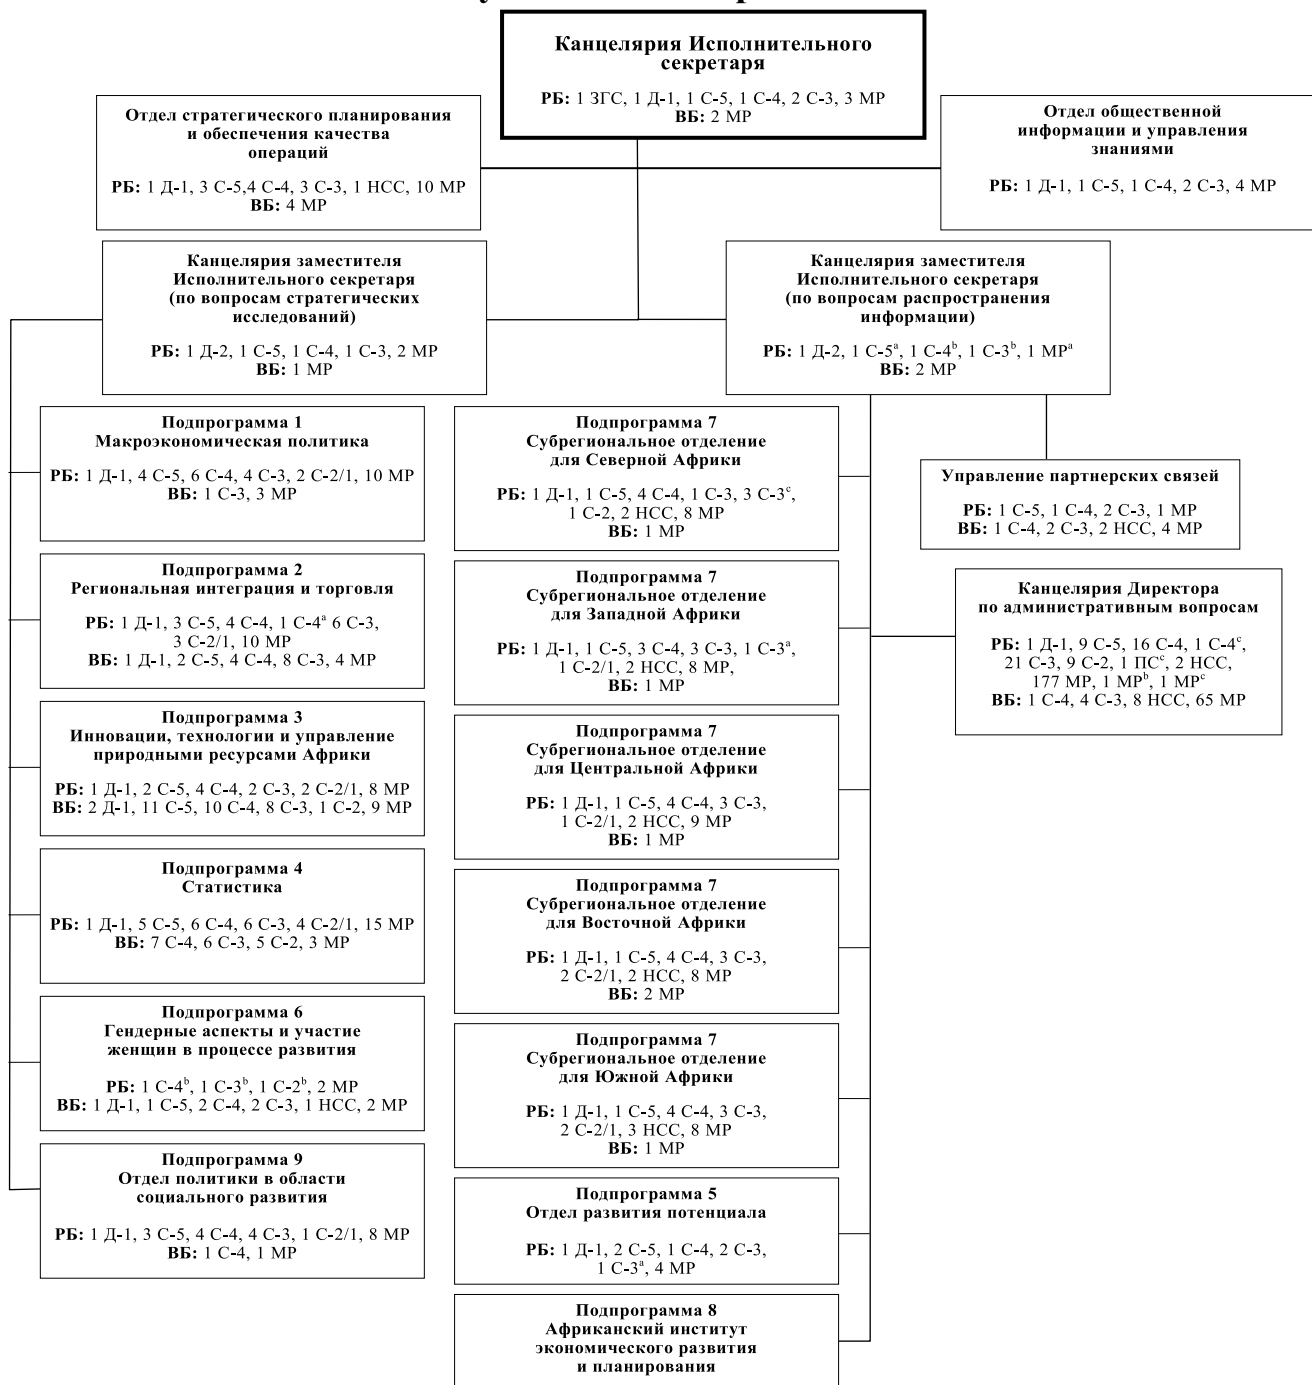 Канцелярия Исполнительного
секретаря
РБ: 1 ЗГС, 1 Д-1, 1 С-5, 1 С-4, 2 С-3, 3 МР
ВБ: 2 МР
Отдел стратегического планирования
и обеспечения качества
операций
РБ: 1 Д-1, 3 С-5,4 С-4, 3 С-3, 1 НСС, 10 МР
ВБ: 4 МР
Отдел общественной
информации и управления
знаниями
РБ: 1 Д-1, 1 С-5, 1 С-4, 2 С-3, 4 МР
Канцелярия заместителя
Исполнительного секретаря
(по вопросам стратегических
исследований)
РБ: 1 Д-2, 1 С-5, 1 С-4, 1 С-3, 2 МР
ВБ: 1 МР
Канцелярия заместителя
Исполнительного секретаря
(по вопросам распространения
информации)
РБ: 1 Д-2, 1 С-5ᵃ, 1 С-4ᵇ, 1 С-3ᵇ, 1 МРᵃ
ВБ: 2 МР
Подпрограмма 1
Макроэкономическая политика
РБ: 1 Д-1, 4 С-5, 6 С-4, 4 С-3, 2 С-2/1, 10 МР
ВБ: 1 С-3, 3 МР
Подпрограмма 2
Региональная интеграция и торговля
РБ: 1 Д-1, 3 С-5, 4 С-4, 1 С-4ᵃ 6 С-3,
3 С-2/1, 10 МР
ВБ: 1 Д-1, 2 С-5, 4 С-4, 8 С-3, 4 МР
Подпрограмма 3
Инновации, технологии и управление
природными ресурсами Африки
РБ: 1 Д-1, 2 С-5, 4 С-4, 2 С-3, 2 С-2/1, 8 МР
ВБ: 2 Д-1, 11 С-5, 10 С-4, 8 С-3, 1 С-2, 9 МР
Подпрограмма 4
Статистика
РБ: 1 Д-1, 5 С-5, 6 С-4, 6 С-3, 4 С-2/1, 15 МР
ВБ: 7 С-4, 6 С-3, 5 С-2, 3 МР
Подпрограмма 6
Гендерные аспекты и участие
женщин в процессе развития
РБ: 1 С-4ᵇ, 1 С-3ᵇ, 1 С-2ᵇ, 2 МР
ВБ: 1 Д-1, 1 С-5, 2 С-4, 2 С-3, 1 НСС, 2 МР
Подпрограмма 9
Отдел политики в области
социального развития
РБ: 1 Д-1, 3 С-5, 4 С-4, 4 С-3, 1 С-2/1, 8 МР
ВБ: 1 С-4, 1 МР
Подпрограмма 7
Субрегиональное отделение
для Северной Африки
РБ: 1 Д-1, 1 С-5, 4 С-4, 1 С-3, 3 С-3ᶜ,
1 С-2, 2 НСС, 8 МР
ВБ: 1 МР
Подпрограмма 7
Субрегиональное отделение
для Западной Африки
РБ: 1 Д-1, 1 С-5, 3 С-4, 3 С-3, 1 С-3ᵃ,
1 С-2/1, 2 НСС, 8 МР,
ВБ: 1 МР
Подпрограмма 7
Субрегиональное отделение
для Центральной Африки
РБ: 1 Д-1, 1 С-5, 4 С-4, 3 С-3,
1 С-2/1, 2 НСС, 9 МР
ВБ: 1 МР
Подпрограмма 7
Субрегиональное отделение
для Восточной Африки
РБ: 1 Д-1, 1 С-5, 4 С-4, 3 С-3,
2 С-2/1, 2 НСС, 8 МР
ВБ: 2 МР
Подпрограмма 7
Субрегиональное отделение
для Южной Африки
РБ: 1 Д-1, 1 С-5, 4 С-4, 3 С-3,
2 С-2/1, 3 НСС, 8 МР
ВБ: 1 МР
Подпрограмма 5
Отдел развития потенциала
РБ: 1 Д-1, 2 С-5, 1 С-4, 2 С-3,
1 С-3ᵃ, 4 МР
Подпрограмма 8
Африканский институт
экономического развития
и планирования
Управление партнерских связей
РБ: 1 С-5, 1 С-4, 2 С-3, 1 МР
ВБ: 1 С-4, 2 С-3, 2 НСС, 4 МР
Канцелярия Директора
по административным вопросам
РБ: 1 Д-1, 9 С-5, 16 С-4, 1 С-4ᶜ,
21 С-3, 9 С-2, 1 ПСᶜ, 2 НСС,
177 МР, 1 МРᵇ, 1 МРᶜ
ВБ: 1 С-4, 4 С-3, 8 НСС, 65 МР